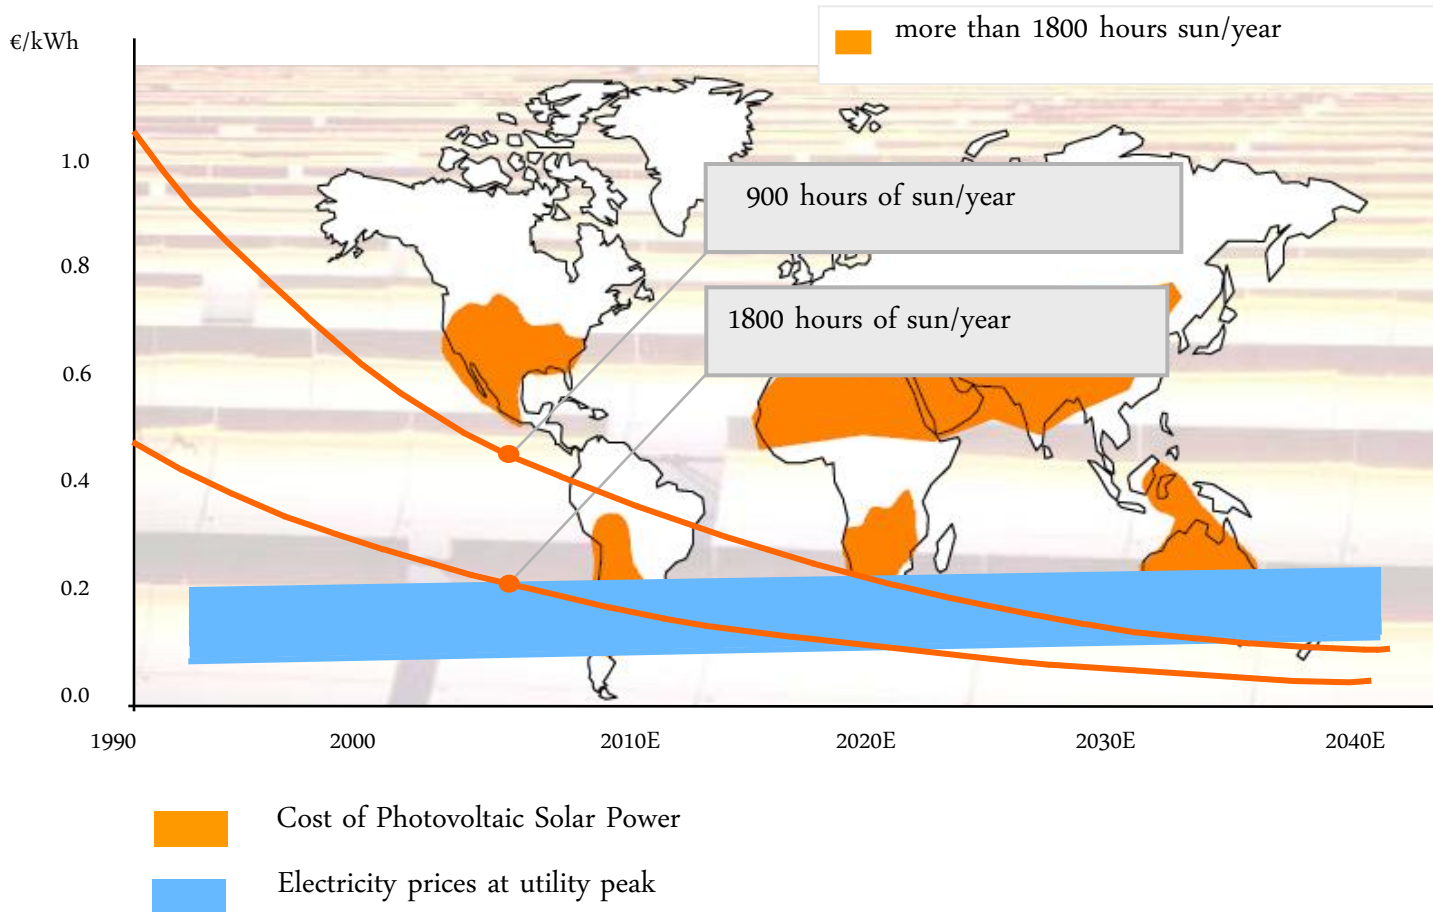 more than 1800 hours sun/year
€/kWh
1.0
900 hours of sun/year
0.8
1800 hours of sun/year
0.6
0.4
0.2
0.0
1990 2000 2010E 2020E 2030E 2040E
Cost of Photovoltaic Solar Power
Electricity prices at utility peak